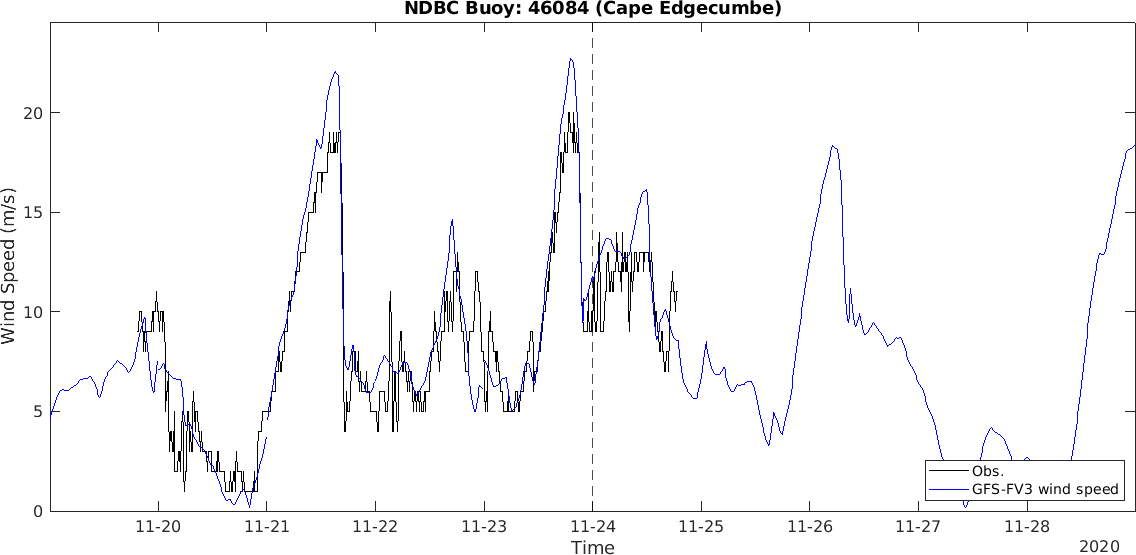 NDBC Buoy: 46084 (Cape Edgecumbe)
Wind Speed (m/s)
20
15
10
5
0
Obs.
GFS-FV3 wind speed
11-20 11-21 11-22 11-23 11-24 11-25 11-26 11-27 11-28
Time
2020